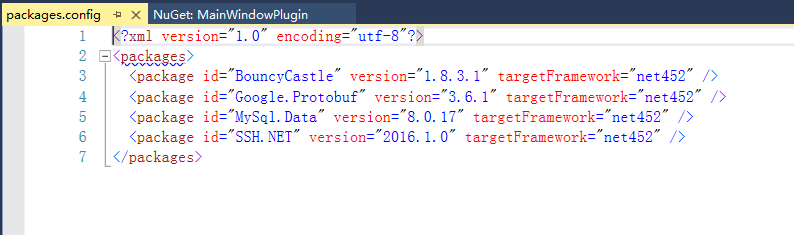 packages.config NuGet: MainWindowPlugin
1 <?xml version="1.0" encoding="utf-8"?>
2 <packages>
3 <package id="BouncyCastle" version="1.8.3.1" targetFramework="net452" />
4 <package id="Google.Protobuf" version="3.6.1" targetFramework="net452" />
5 <package id="MySql.Data" version="8.0.17" targetFramework="net452" />
6 <package id="SSH.NET" version="2016.1.0" targetFramework="net452" />
7 </packages>